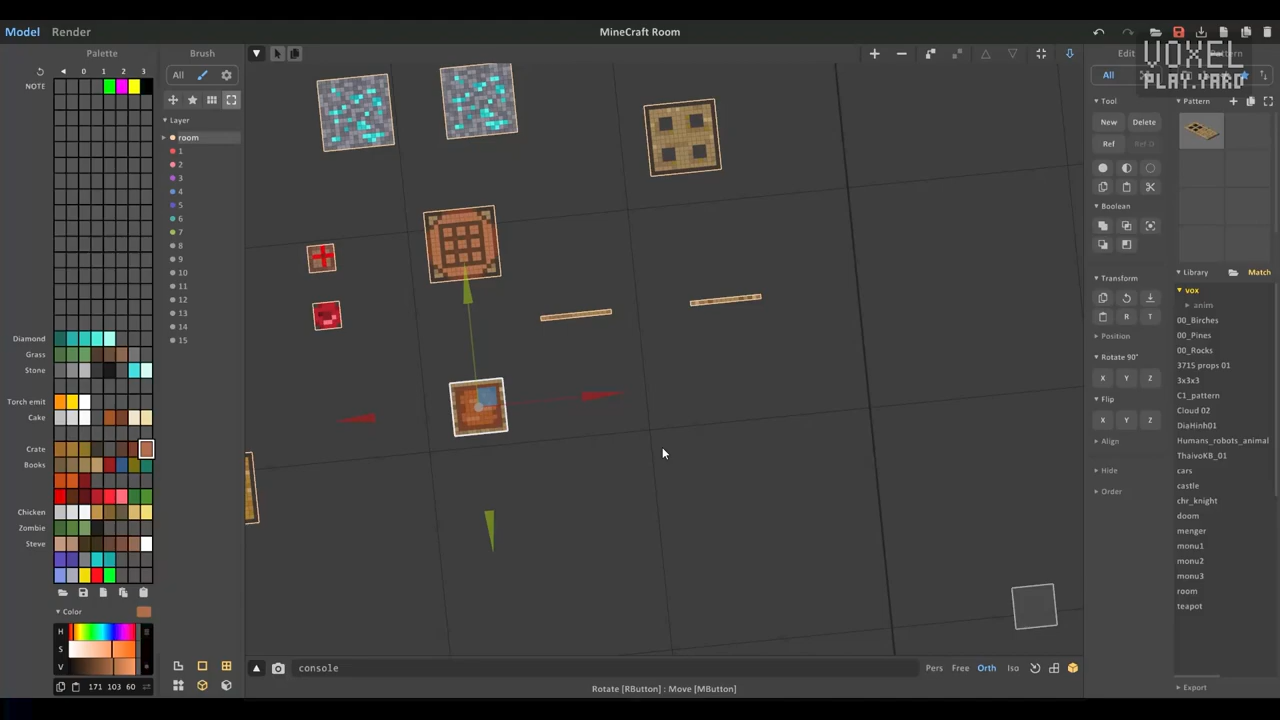 Model Render MineCraft Room
Palette Brush Edit Pattern
VOXEL
PLAY.YARD
0 1 2 3 All All
NOTE
Tool Pattern
Layer New Delete
room Ref Ref D
1
2
3
4 Boolean
5
6
7
8
9 Library Match
10 Transform vox
11 anim
12 00_Birches
R T
13 00_Pines
Diamond 14 Position
Grass 15 00_Rocks
Stone Rotate 90° 3715 props 01
X Y Z 3x3x3
Torch emit C1_pattern
Flip Cloud 02
Cake X Y Z DiaHinh01
Align Humans_robots_animal
Crate ThaivoKB_01
Books Hide cars
castle
Order chr_knight
Chicken doom
Zombie menger
Steve monu1
monu2
monu3
room
teapot
Color
H
S
V
console Pers Free Orth Iso
171 103 60 Rotate [RButton] : Move [MButton] Export